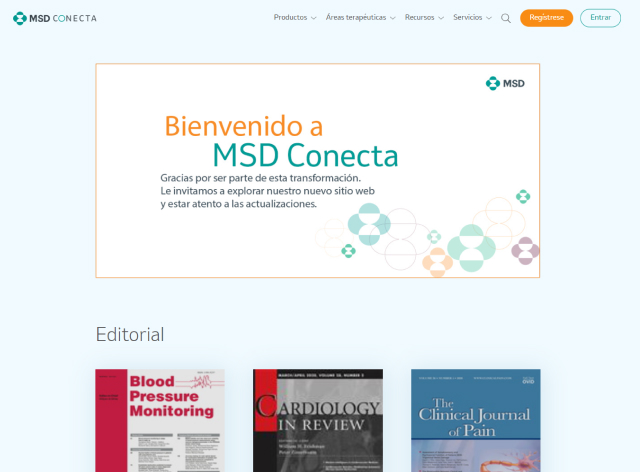 MSD CONECTA
Productos
Áreas terapéuticas
Recursos
Servicios
Regístrese
Entrar
MSD
Bienvenido a
MSD Conecta
Gracias por ser parte de esta transformación.
Le invitamos a explorar nuestro nuevo sitio web
y estar atento a las actualizaciones.
Editorial
Blood
Pressure
Monitoring
CARDIOLOGY
IN REVIEW
The
Clinical Journal
of Pain